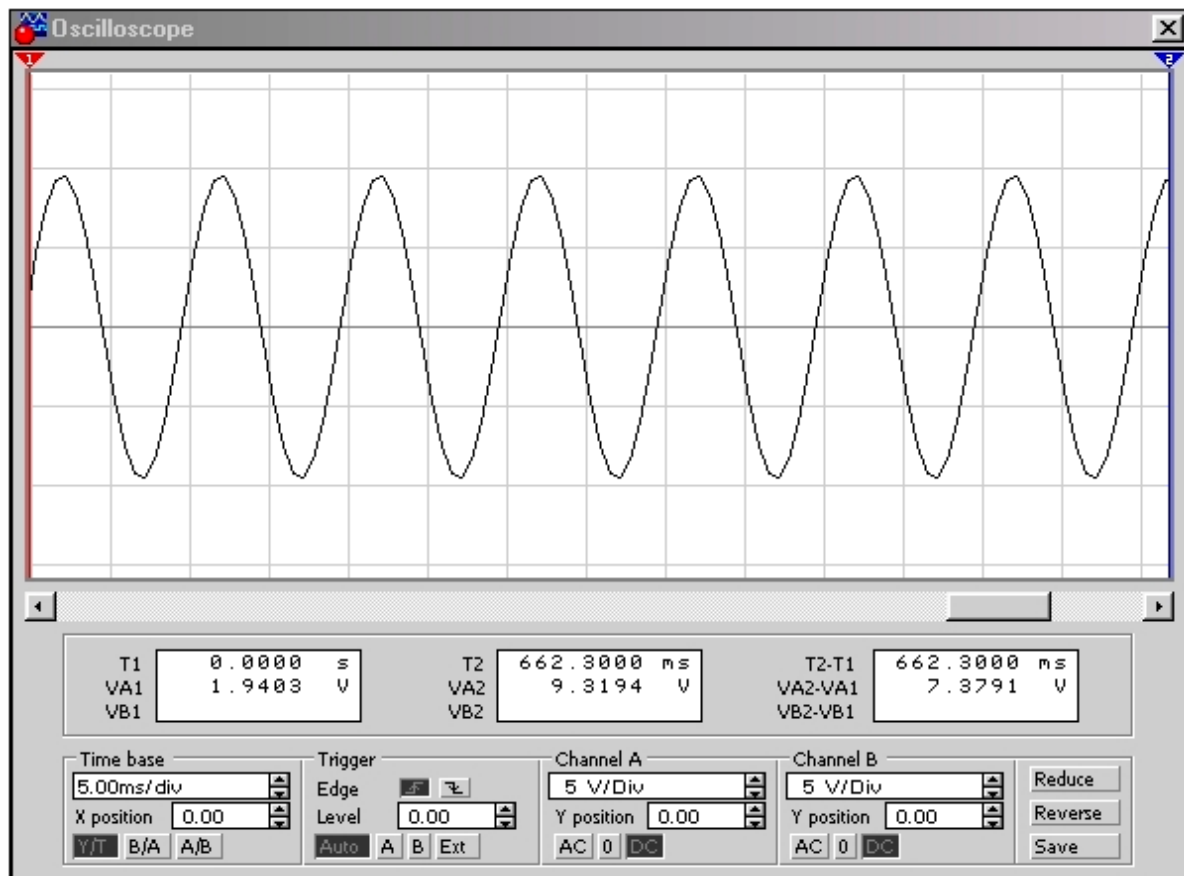 Oscilloscope
1 2
T1 0.0000 s T2 662.3000 ms T2-T1 662.3000 ms
VA1 1.9403 V VA2 9.3194 V VA2-VA1 7.3791 V
VB1 VB2 VB2-VB1
Time base Trigger Channel A Channel B
5.00ms/div Edge 5 V/Div 5 V/Div Reduce
X position 0.00 Level 0.00 Y position 0.00 Y position 0.00 Reverse
Y/T B/A A/B Auto A B Ext AC 0 DC AC 0 DC Save